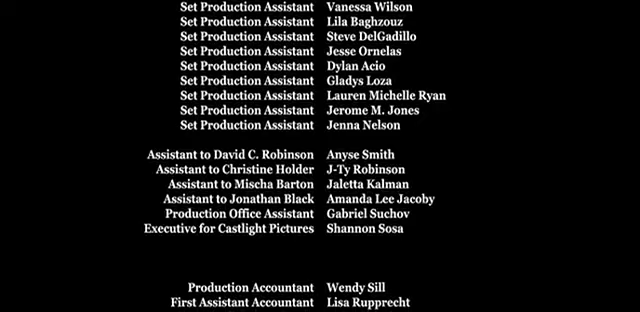 Set Production Assistant Vanessa Wilson
Set Production Assistant Lila Baghzouz
Set Production Assistant Steve DelGadillo
Set Production Assistant Jesse Ornelas
Set Production Assistant Dylan Acio
Set Production Assistant Gladys Loza
Set Production Assistant Lauren Michelle Ryan
Set Production Assistant Jerome M. Jones
Set Production Assistant Jenna Nelson
Assistant to David C. Robinson Anyse Smith
Assistant to Christine Holder J-Ty Robinson
Assistant to Mischa Barton Jaletta Kalman
Assistant to Jonathan Black Amanda Lee Jacoby
Production Office Assistant Gabriel Suchov
Executive for Castlight Pictures Shannon Sosa
Production Accountant Wendy Sill
First Assistant Accountant Lisa Rupprecht